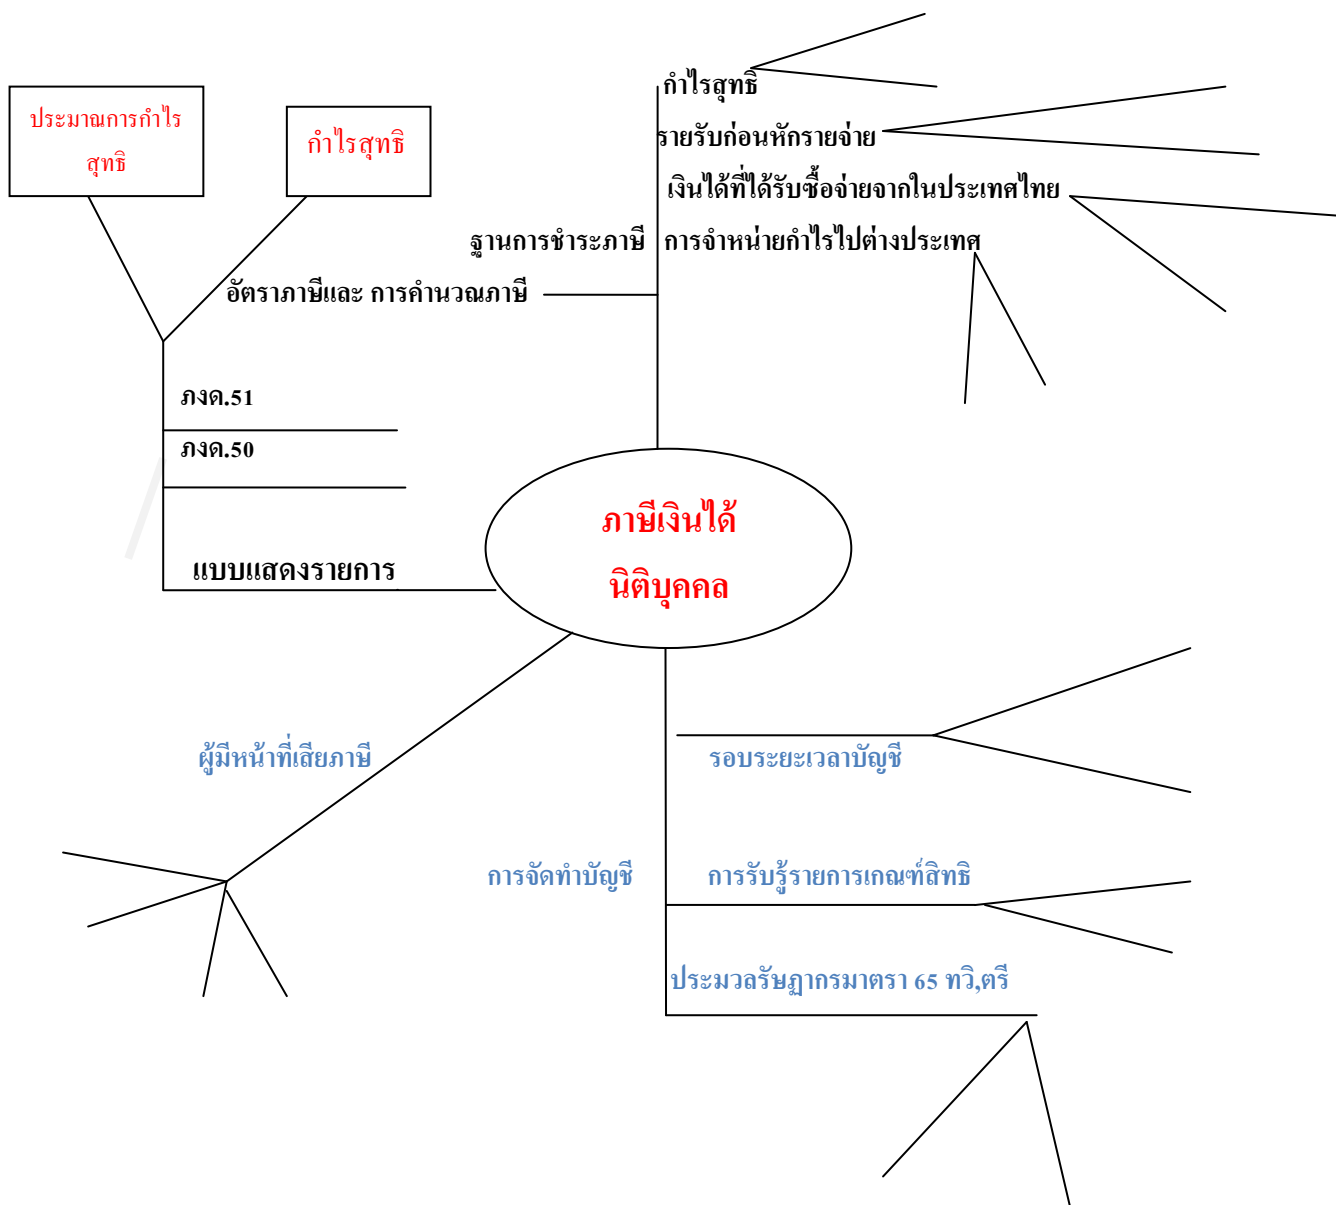 กำไรสุทธิ
ประมาณการกำไร
สุทธิ
กำไรสุทธิ
รายรับก่อนหักรายจ่าย
เงินได้ที่ได้รับซื้อจ่ายจากในประเทศไทย
ฐานการชำระภาษี
การจำหน่ายกำไรไปต่างประเทศ
อัตราภาษีและ การคำนวณภาษี
ภงด.51
ภงด.50
ภาษีเงินได้
นิติบุคคล
แบบแสดงรายการ
ผู้มีหน้าที่เสียภาษี
รอบระยะเวลาบัญชี
การจัดทำบัญชี
การรับรู้รายการเกณฑ์สิทธิ
ประมวลรัษฎากรมาตรา 65 ทวิ,ตรี